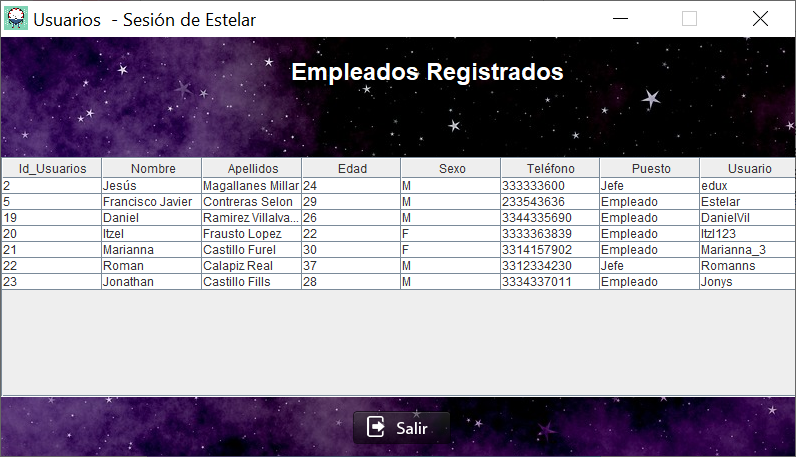 Usuarios - Sesión de Estelar
Empleados Registrados
Id_Usuarios Nombre Apellidos Edad Sexo Teléfono Puesto Usuario
2 Jesús Magallanes Millar 24 M 333333600 Jefe edux
5 Francisco Javier Contreras Selon 29 M 233543636 Empleado Estelar
19 Daniel Ramirez Villalva... 26 M 3344335690 Empleado DanielVil
20 Itzel Frausto Lopez 22 F 3333363839 Empleado Itzl123
21 Marianna Castillo Furel 30 F 3314157902 Empleado Marianna_3
22 Roman Calapiz Real 37 M 3312334230 Jefe Romanns
23 Jonathan Castillo Fills 28 M 3334337011 Empleado Jonys
Salir